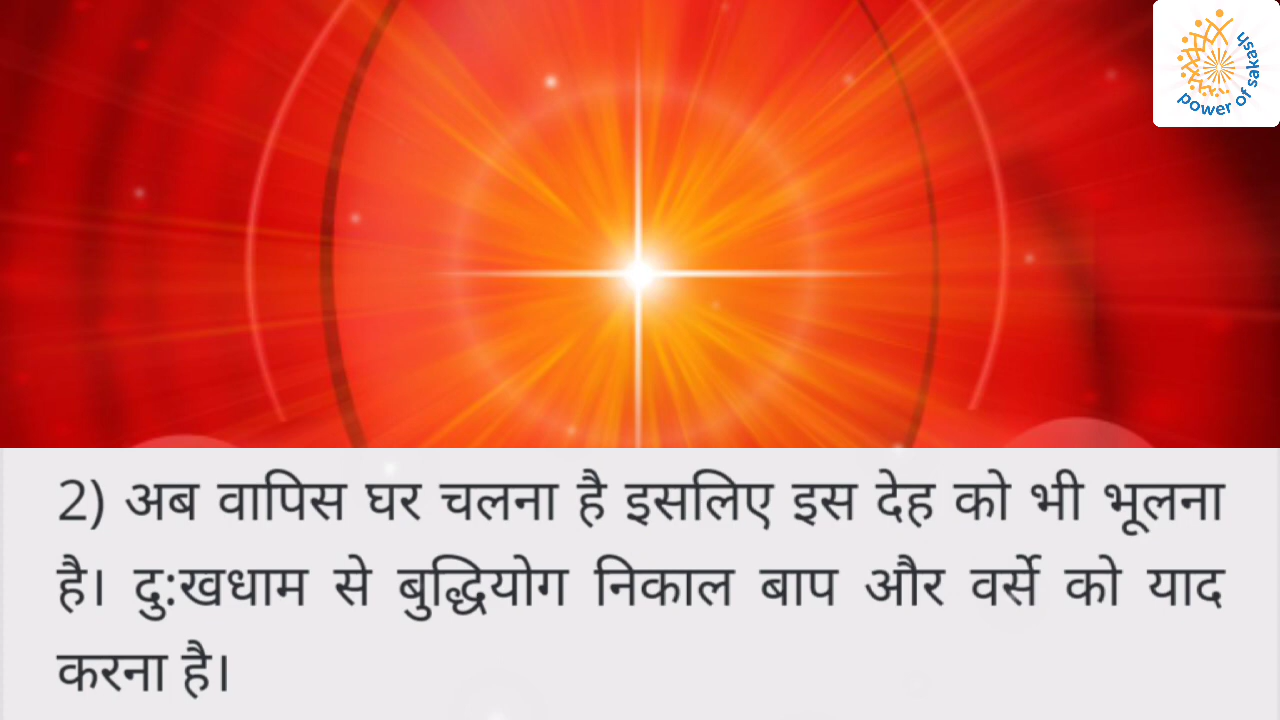 power of sakash
2) अब वापिस घर चलना है इसलिए इस देह को भी भूलना
है। दु:खधाम से बुद्धियोग निकाल बाप और वर्से को याद
करना है।